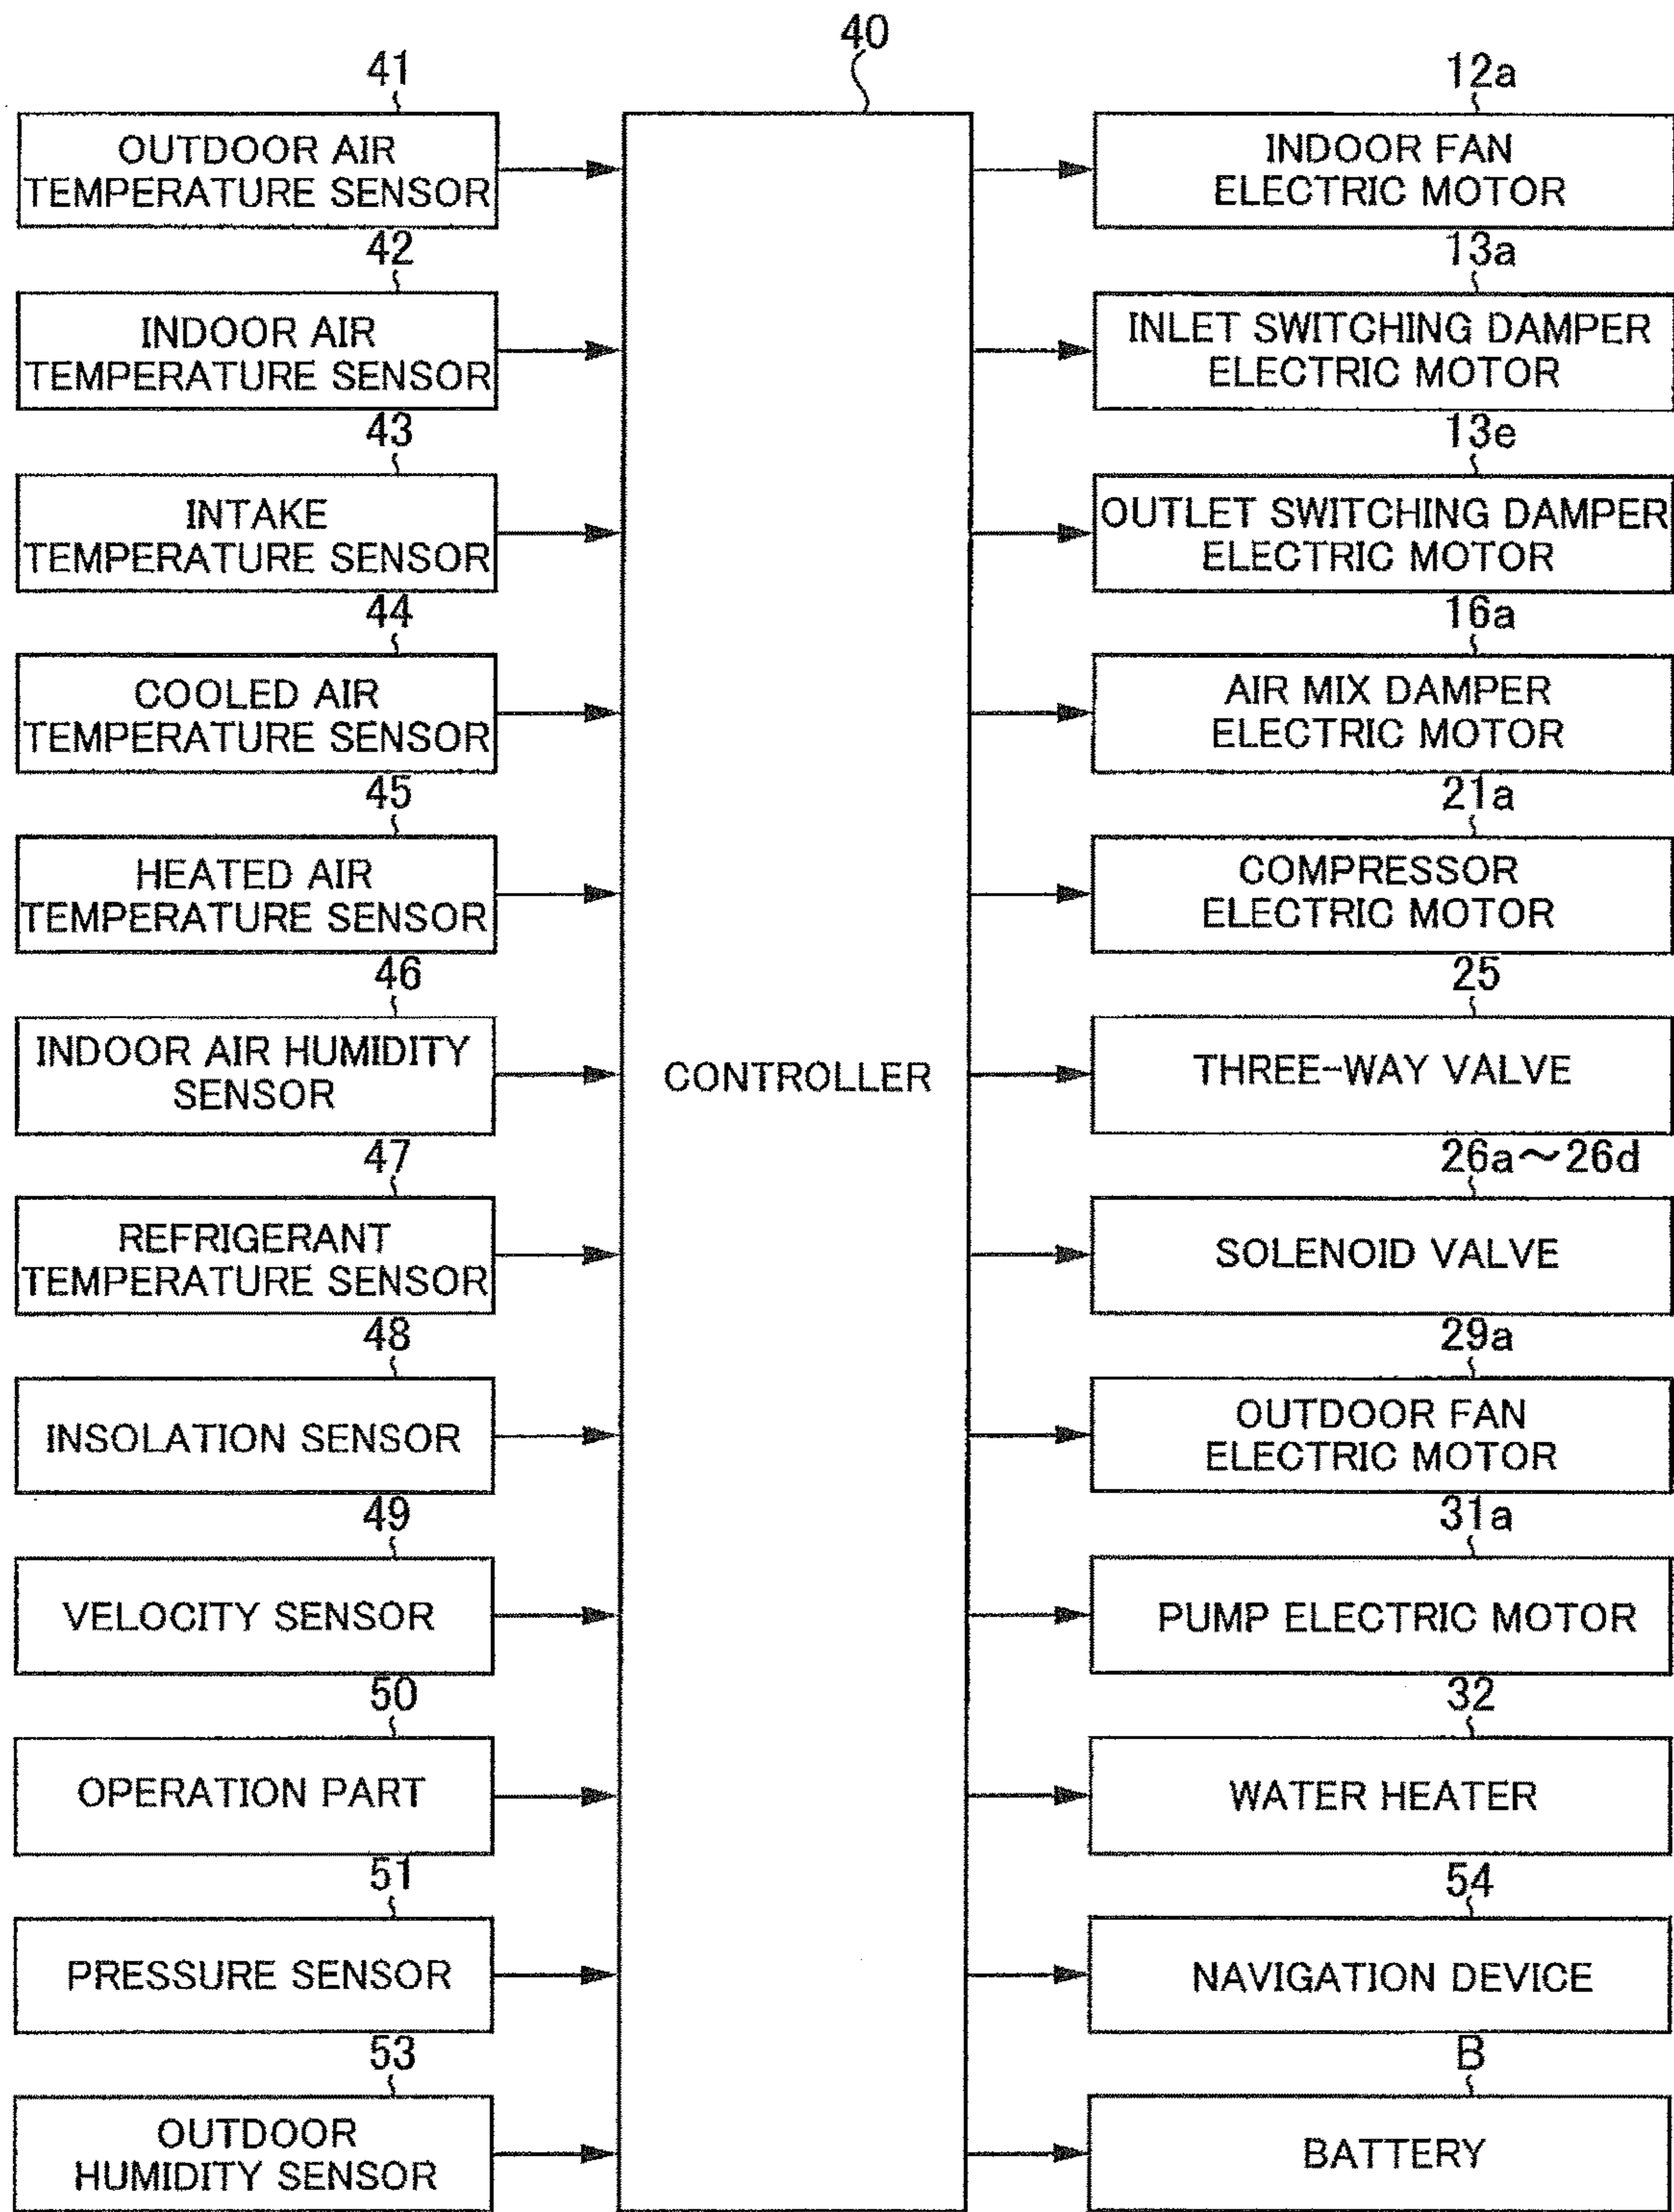 40
41
OUTDOOR AIR
TEMPERATURE SENSOR
42
INDOOR AIR
TEMPERATURE SENSOR
43
INTAKE
TEMPERATURE SENSOR
44
COOLED AIR
TEMPERATURE SENSOR
45
HEATED AIR
TEMPERATURE SENSOR
46
INDOOR AIR HUMIDITY
SENSOR
47
REFRIGERANT
TEMPERATURE SENSOR
48
INSOLATION SENSOR
49
VELOCITY SENSOR
50
OPERATION PART
51
PRESSURE SENSOR
53
OUTDOOR
HUMIDITY SENSOR
CONTROLLER
12a
INDOOR FAN
ELECTRIC MOTOR
13a
INLET SWITCHING DAMPER
ELECTRIC MOTOR
13e
OUTLET SWITCHING DAMPER
ELECTRIC MOTOR
16a
AIR MIX DAMPER
ELECTRIC MOTOR
21a
COMPRESSOR
ELECTRIC MOTOR
25
THREE-WAY VALVE
26a～26d
SOLENOID VALVE
29a
OUTDOOR FAN
ELECTRIC MOTOR
31a
PUMP ELECTRIC MOTOR
32
WATER HEATER
54
NAVIGATION DEVICE
B
BATTERY